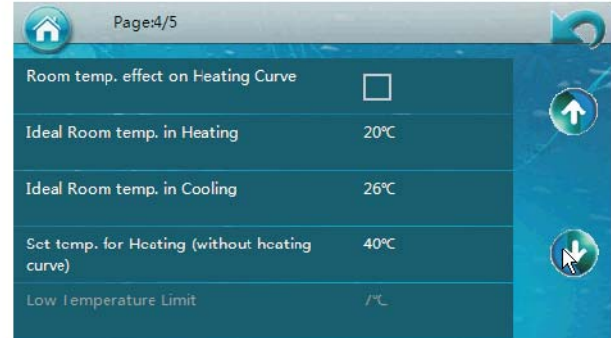 Page:4/5
Room temp. effect on Heating Curve
Ideal Room temp. in Heating 20℃
Ideal Room temp. in Cooling 26℃
Set temp. for Heating (without heating 40℃
curve)
Low Temperature Limit